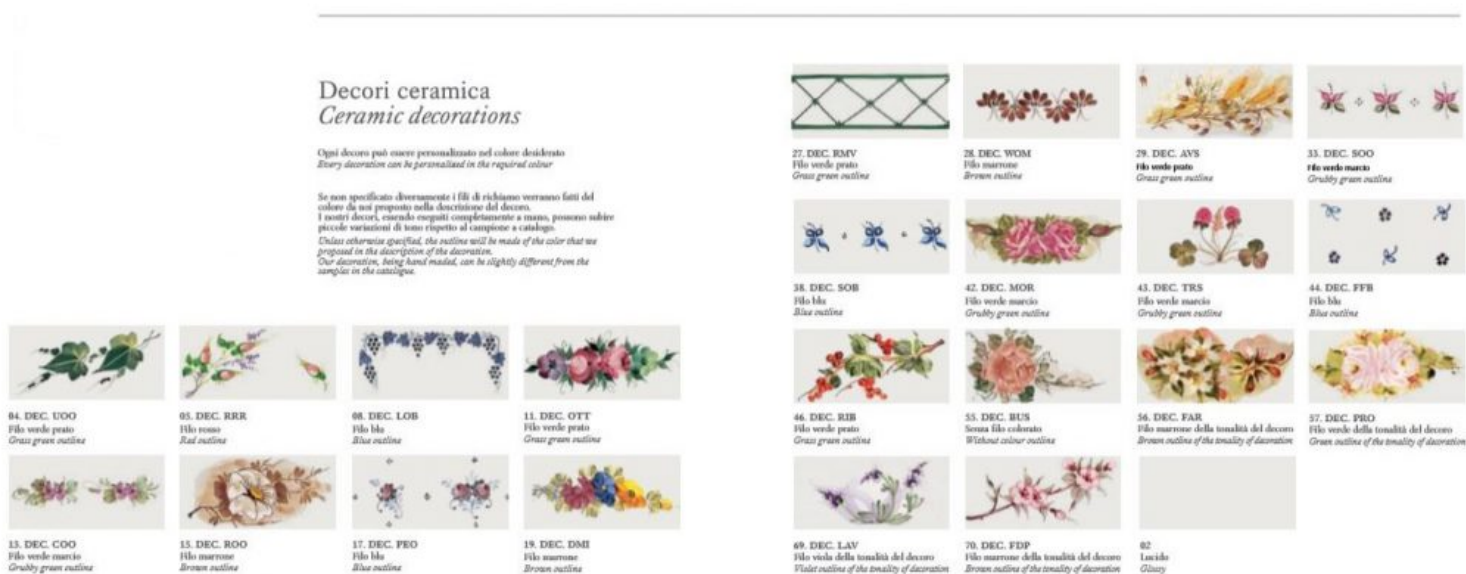 Decori ceramica
Ceramic decorations
Ogni decoro può essere personalizzato nel colore desiderato
Every decoration can be personalized in the required colour
Se non specificato diversamente i fili di richiamo verranno fatti del
colore da noi proposto nella descrizione del decoro.
I nostri decori, essendo eseguiti completamente a mano, possono subire
piccole variazioni di tono rispetto al campione a catalogo.
Unless otherwise specified, the outline will be made of the color that we
proposed in the description of the decoration.
Our decoration, being hand maded, can be slightly different from the
samples in the catalogue.
04. DEC. UOO
Filo verde prato
Grass green outline
05. DEC. RRR
Filo rosso
Red outline
08. DEC. LOB
Filo blu
Blue outline
11. DEC. OTT
Filo verde prato
Grass green outline
13. DEC. COO
Filo verde marcio
Grubby green outline
15. DEC. ROO
Filo marrone
Brown outline
17. DEC. PEO
Filo blu
Blue outline
19. DEC. DMI
Filo marrone
Brown outline
27. DEC. RMV
Filo verde prato
Grass green outline
28. DEC. WOM
Filo marrone
Brown outline
29. DEC. AVS
Filo verde prato
Grass green outline
33. DEC. SOO
Filo verde marcio
Grubby green outline
38. DEC. SOB
Filo blu
Blue outline
42. DEC. MOR
Filo verde marcio
Grubby green outline
43. DEC. TRS
Filo verde marcio
Grubby green outline
44. DEC. FFB
Filo blu
Blue outline
46. DEC. RIB
Filo verde prato
Grass green outline
55. DEC. BUS
Senza filo colorato
Without colour outline
56. DEC. FAR
Filo marrone della tonalità del decoro
Brown outline of the tonality of decoration
57. DEC. PRO
Filo verde della tonalità del decoro
Green outline of the tonality of decoration
69. DEC. LAV
Filo viola della tonalità del decoro
Violet outline of the tonality of decoration
70. DEC. FDP
Filo marrone della tonalità del decoro
Brown outline of the tonality of decoration
02
Lucido
Glossy